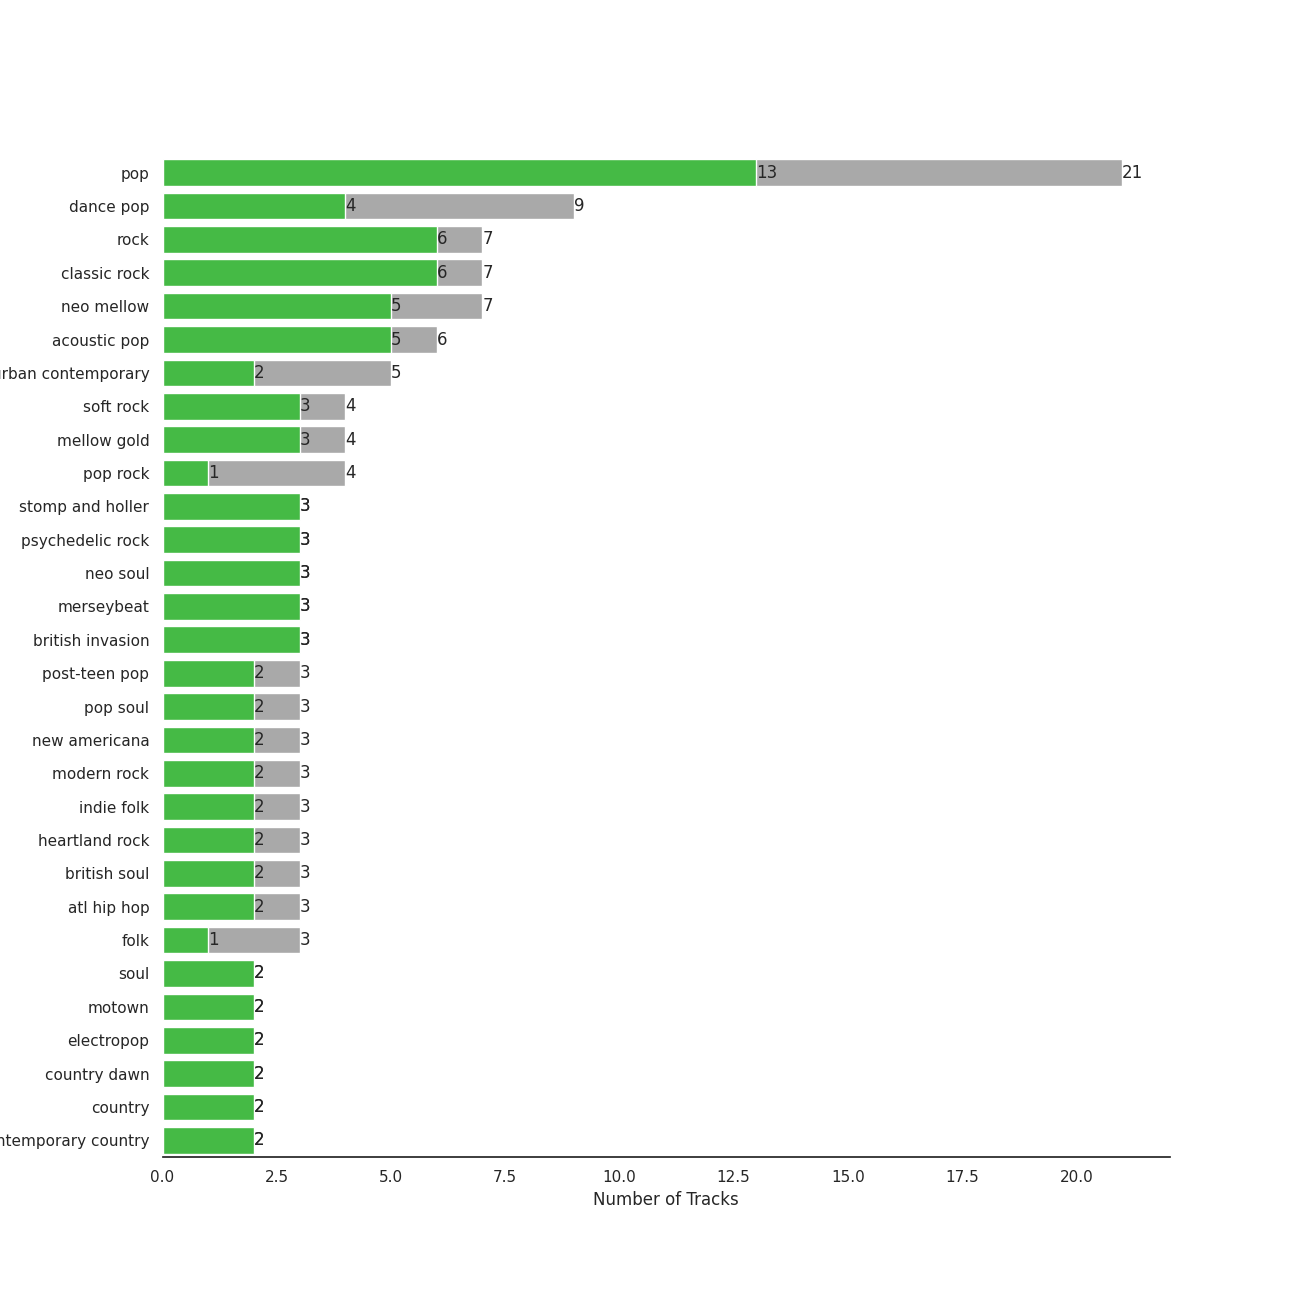 pop 13 21
dance pop 4 9
rock 6 7
classic rock 6 7
neo mellow 5 7
acoustic pop 5 6
urban contemporary 2 5
soft rock 3 4
mellow gold 3 4
pop rock 1 4
stomp and holler 3
psychedelic rock 3
neo soul 3
merseybeat 3
british invasion 3
post-teen pop 2 3
pop soul 2 3
new americana 2 3
modern rock 2 3
indie folk 2 3
heartland rock 2 3
british soul 2 3
atl hip hop 2 3
folk 1 3
soul 2
motown 2
electropop 2
country dawn 2
country 2
ntemporary country 2
0.0 2.5 5.0 7.5 10.0 12.5 15.0 17.5 20.0
Number of Tracks